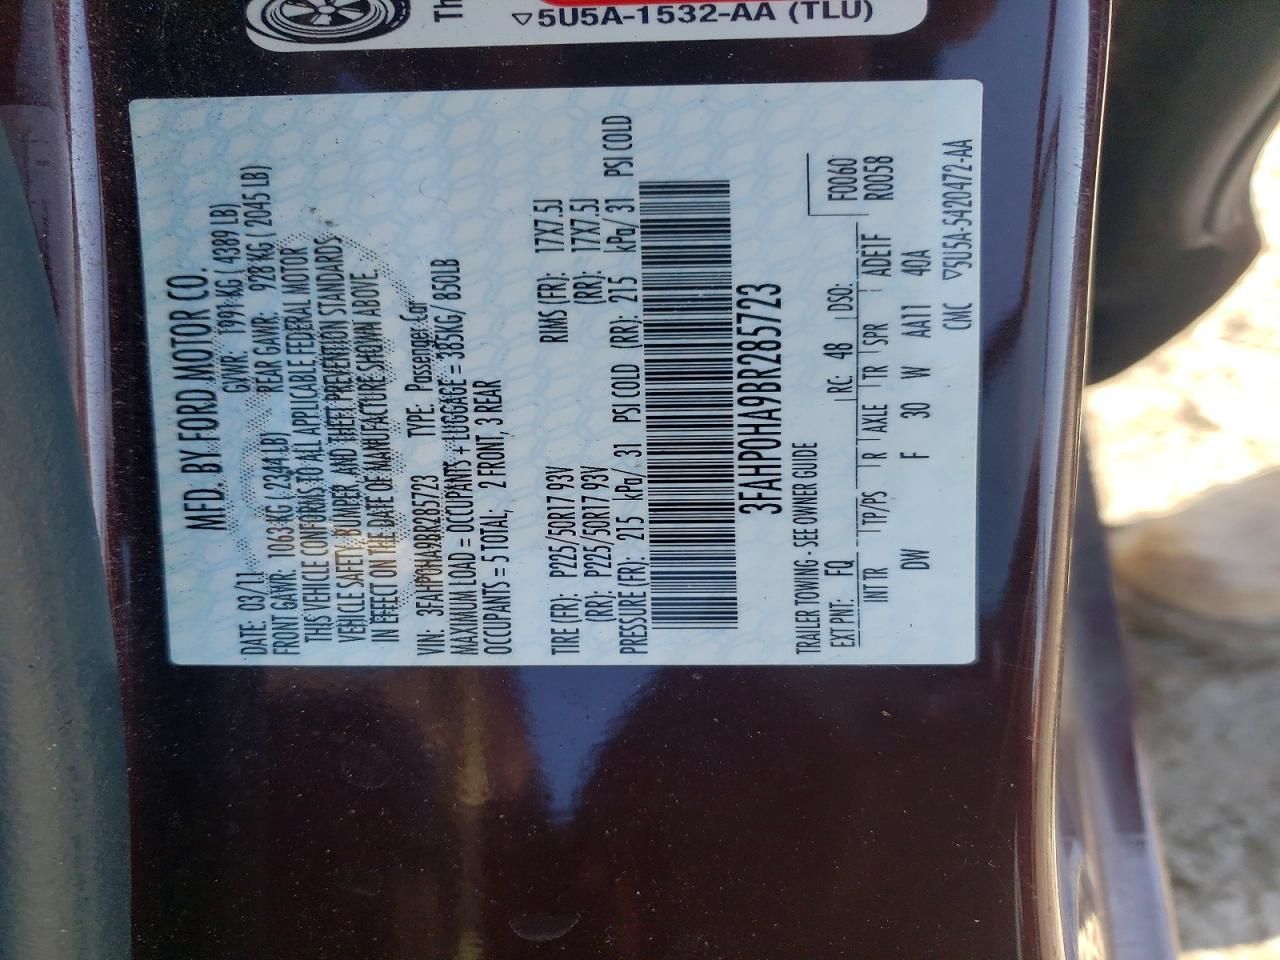 Th
▽5U5A-1532-AA (TLU)
MFD. BY FORD MOTOR CO.
DATE: 03/11 GVWR: 1991 KG ( 4389 LB)
FRONT GAWR: 1063 KG ( 2344 LB) REAR GAWR: 928 KG ( 2045 LB)
THIS VEHICLE CONFORMS TO ALL APPLICABLE FEDERAL MOTOR
VEHICLE SAFETY, BUMPER, AND THEFT PREVENTION STANDARDS
IN EFFECT ON THE DATE OF MANUFACTURE SHOWN ABOVE.
VIN: 3FAHP0HA9BR285723 TYPE: Passenger Car
MAXIMUM LOAD = OCCUPANTS + LUGGAGE = 385KG/ 850LB
OCCUPANTS = 5 TOTAL; 2 FRONT, 3 REAR
TIRE (FR): P225/50R17 93V RIMS (FR): 17X7.5J
(RR): P225/50R17 93V (RR): 17X7.5J
PRESSURE (FR): 215 kPa/ 31 PSI COLD (RR): 215 kPa/ 31 PSI COLD
3FAHP0HA9BR285723
TRAILER TOWING - SEE OWNER GUIDE
F0060
R0058
EXT PNT: FQ RC: 48 DSO:
INT TR TP/PS R AXLE TR SPR ADE1F
DW F 30 W AA11 40A
CMC ▽5U5A-5420472-AA